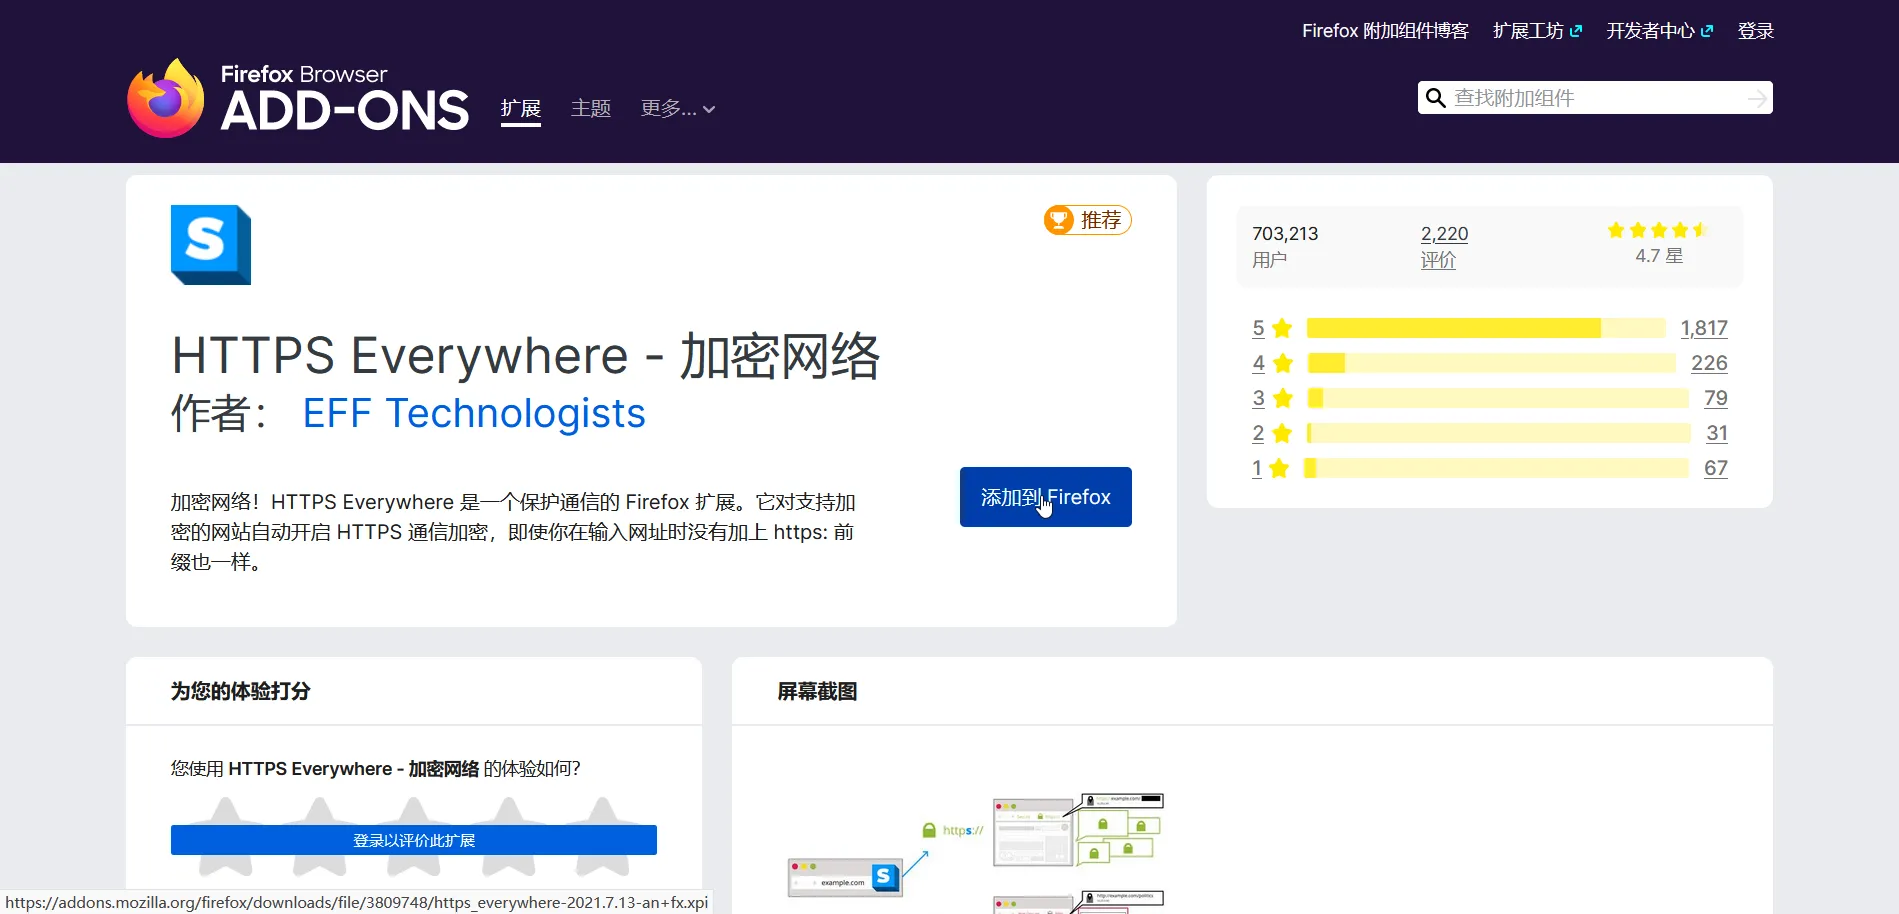 Firefox 附加组件博客 扩展工坊 开发者中心 登录
Firefox Browser
ADD-ONS
扩展 主题 更多...
查找附加组件
S
推荐
HTTPS Everywhere - 加密网络
作者： EFF Technologists
加密网络！HTTPS Everywhere 是一个保护通信的 Firefox 扩展。它对支持加
密的网站自动开启 HTTPS 通信加密，即使你在输入网址时没有加上 https: 前
缀也一样。
添加到 Firefox
703,213
用户
2,220
评价
4.7 星
5 1,817
4 226
3 79
2 31
1 67
为您的体验打分
您使用 HTTPS Everywhere - 加密网络 的体验如何？
登录以评价此扩展
屏幕截图
https://
example.com
S
https://addons.mozilla.org/firefox/downloads/file/3809748/https_everywhere-2021.7.13-an+fx.xpi